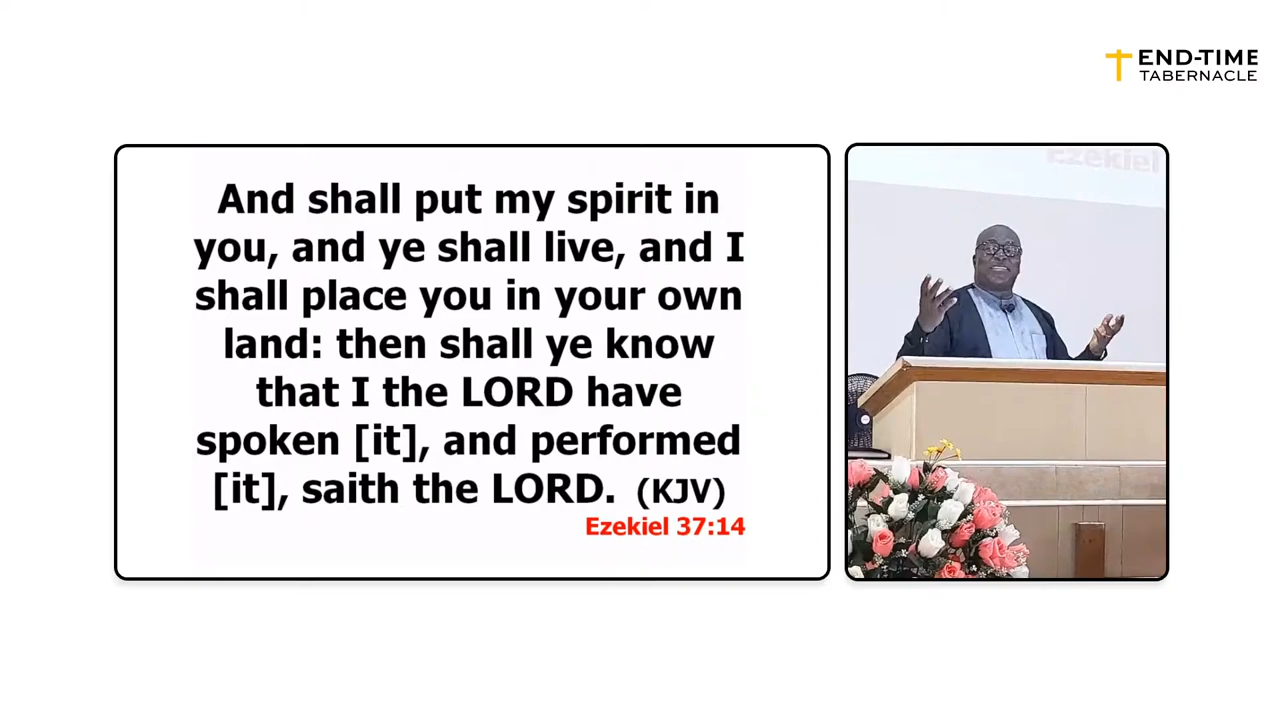 END-TIME
TABERNACLE
And shall put my spirit in
you, and ye shall live, and I
shall place you in your own
land: then shall ye know
that I the LORD have
spoken [it], and performed
[it], saith the LORD. (KJV)
Ezekiel 37:14
Ezekiel